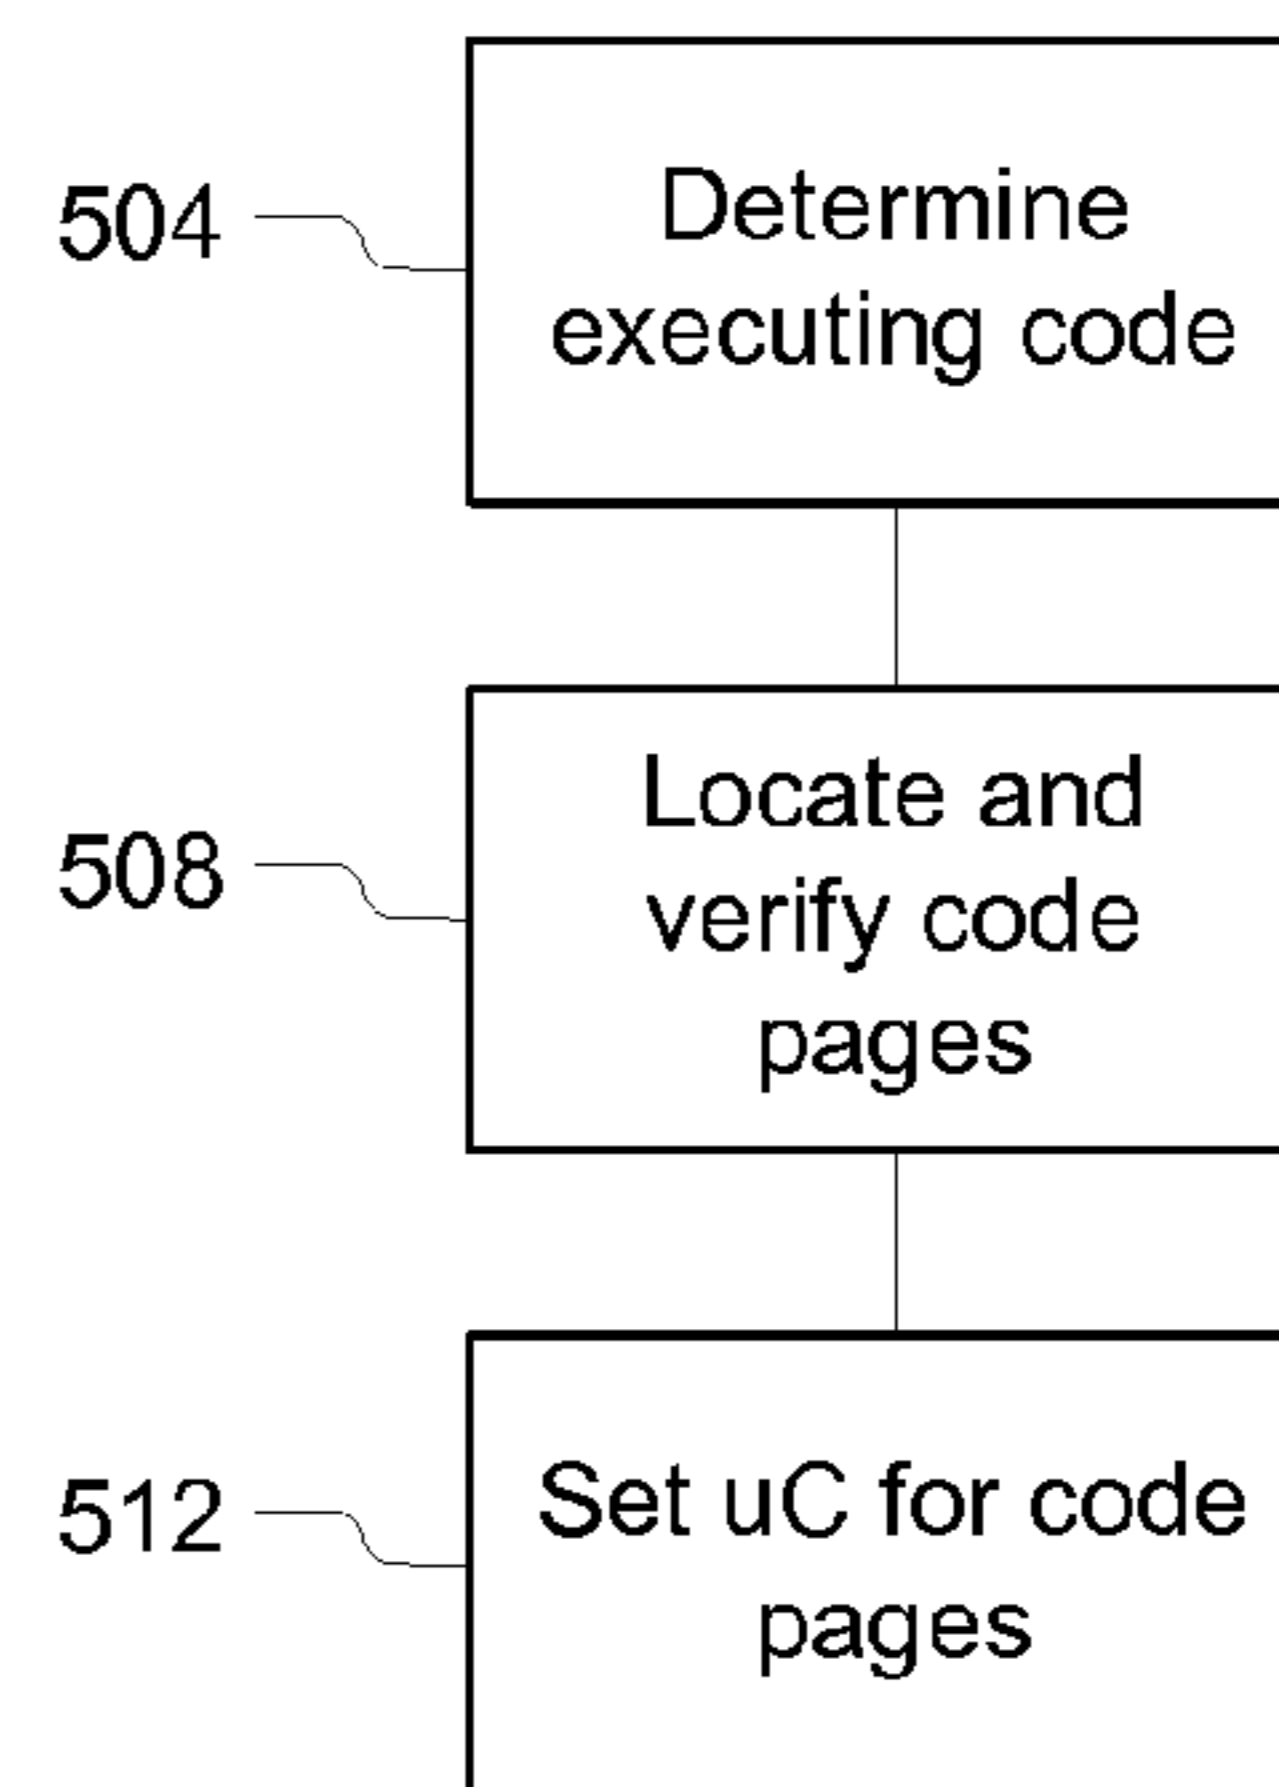 504
Determine
executing code
508
Locate and
verify code
pages
512
Set uC for code
pages